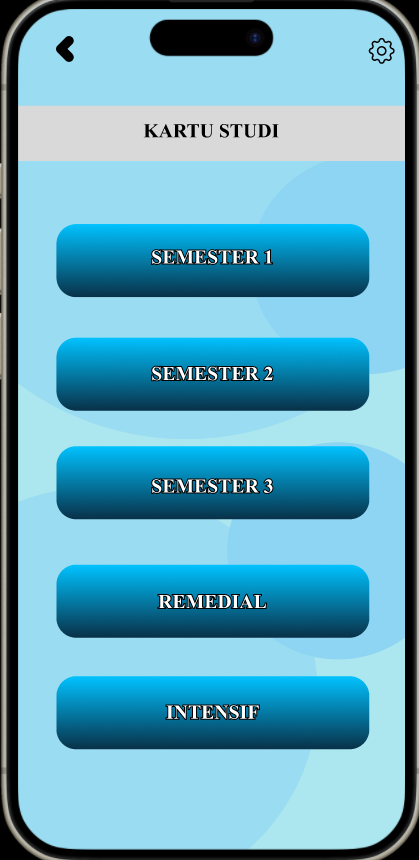 KARTU STUDI
SEMESTER 1
SEMESTER 2
SEMESTER 3
REMEDIAL
INTENSIF